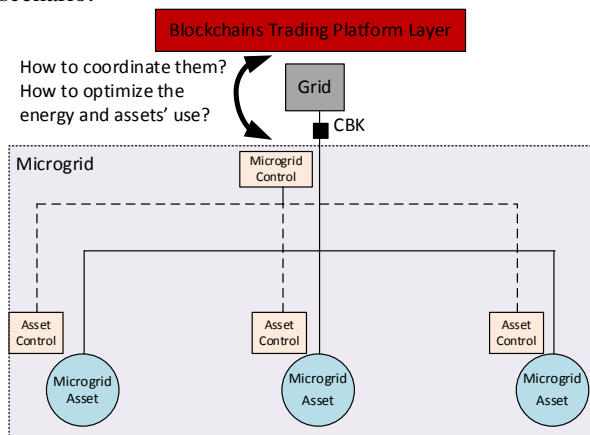 scenario.
Blockchains Trading Platform Layer
How to coordinate them?
How to optimize the
energy and assets' use?
Grid
CBK
Microgrid
Microgrid
Control
Asset
Control
Asset
Control
Asset
Control
Microgrid
Asset
Microgrid
Asset
Microgrid
Asset